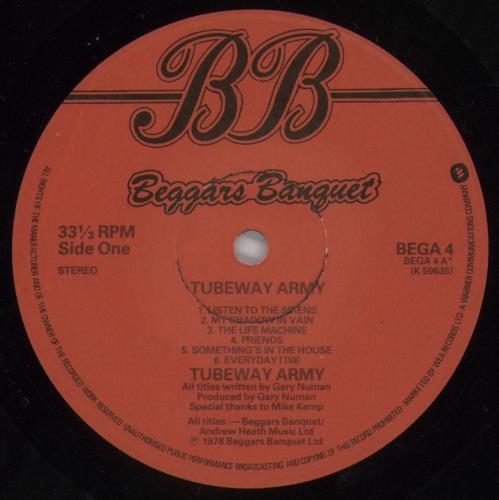 BB
Beggars Banquet
33⅓ RPM
Side One
STEREO
BEGA 4
BEGA 4 A*
(K 50635)
TUBEWAY ARMY
1. LISTEN TO THE SIRENS
2. MY SHADOW IN VAIN
3. THE LIFE MACHINE
4. FRIENDS
5. SOMETHING'S IN THE HOUSE
6. EVERYDAY I DIE
TUBEWAY ARMY
All titles written by Gary Numan
Produced by Gary Numan
Special thanks to Mike Kemp
All titles:— Beggars Banquet/
Andrew Heath Music Ltd
℗ 1978 Beggars Banquet Ltd
ALL RIGHTS OF THE MANUFACTURER AND OF THE OWNER OF THE RECORDED WORK RESERVED UNAUTHORISED PUBLIC PERFORMANCE BROADCASTING AND COPYING OF THIS RECORD PROHIBITED. MARKETED BY WEA RECORDS LTD. A WARNER COMMUNICATIONS COMPANY